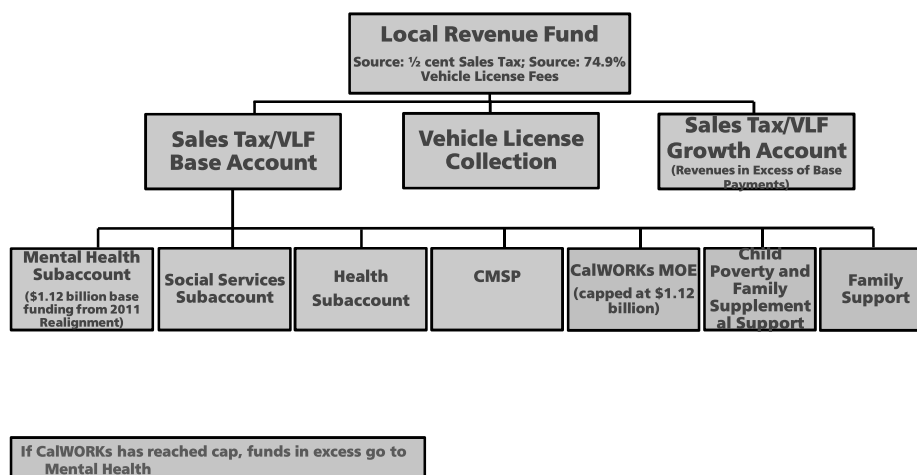 Local Revenue Fund
Source: ½ cent Sales Tax; Source: 74.9%
Vehicle License Fees
Sales Tax/VLF
Base Account
Vehicle License
Collection
Sales Tax/VLF
Growth Account
(Revenues in Excess of Base
Payments)
Mental Health
Subaccount
($1.12 billion base
funding from 2011
Realignment)
Social Services
Subaccount
Health
Subaccount
CMSP
CalWORKs MOE
(capped at $1.12
billion)
Child
Poverty and
Family
Supplement
al Support
Family
Support
If CalWORKs has reached cap, funds in excess go to
Mental Health